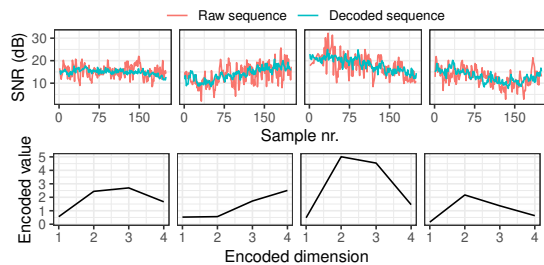 Raw sequence Decoded sequence
SNR (dB)
30
20
10
0 75 150 0 75 150 0 75 150 0 75 150
Sample nr.
Encoded value
5
4
3
2
1
0
1 2 3 4 1 2 3 4 1 2 3 4 1 2 3 4
Encoded dimension